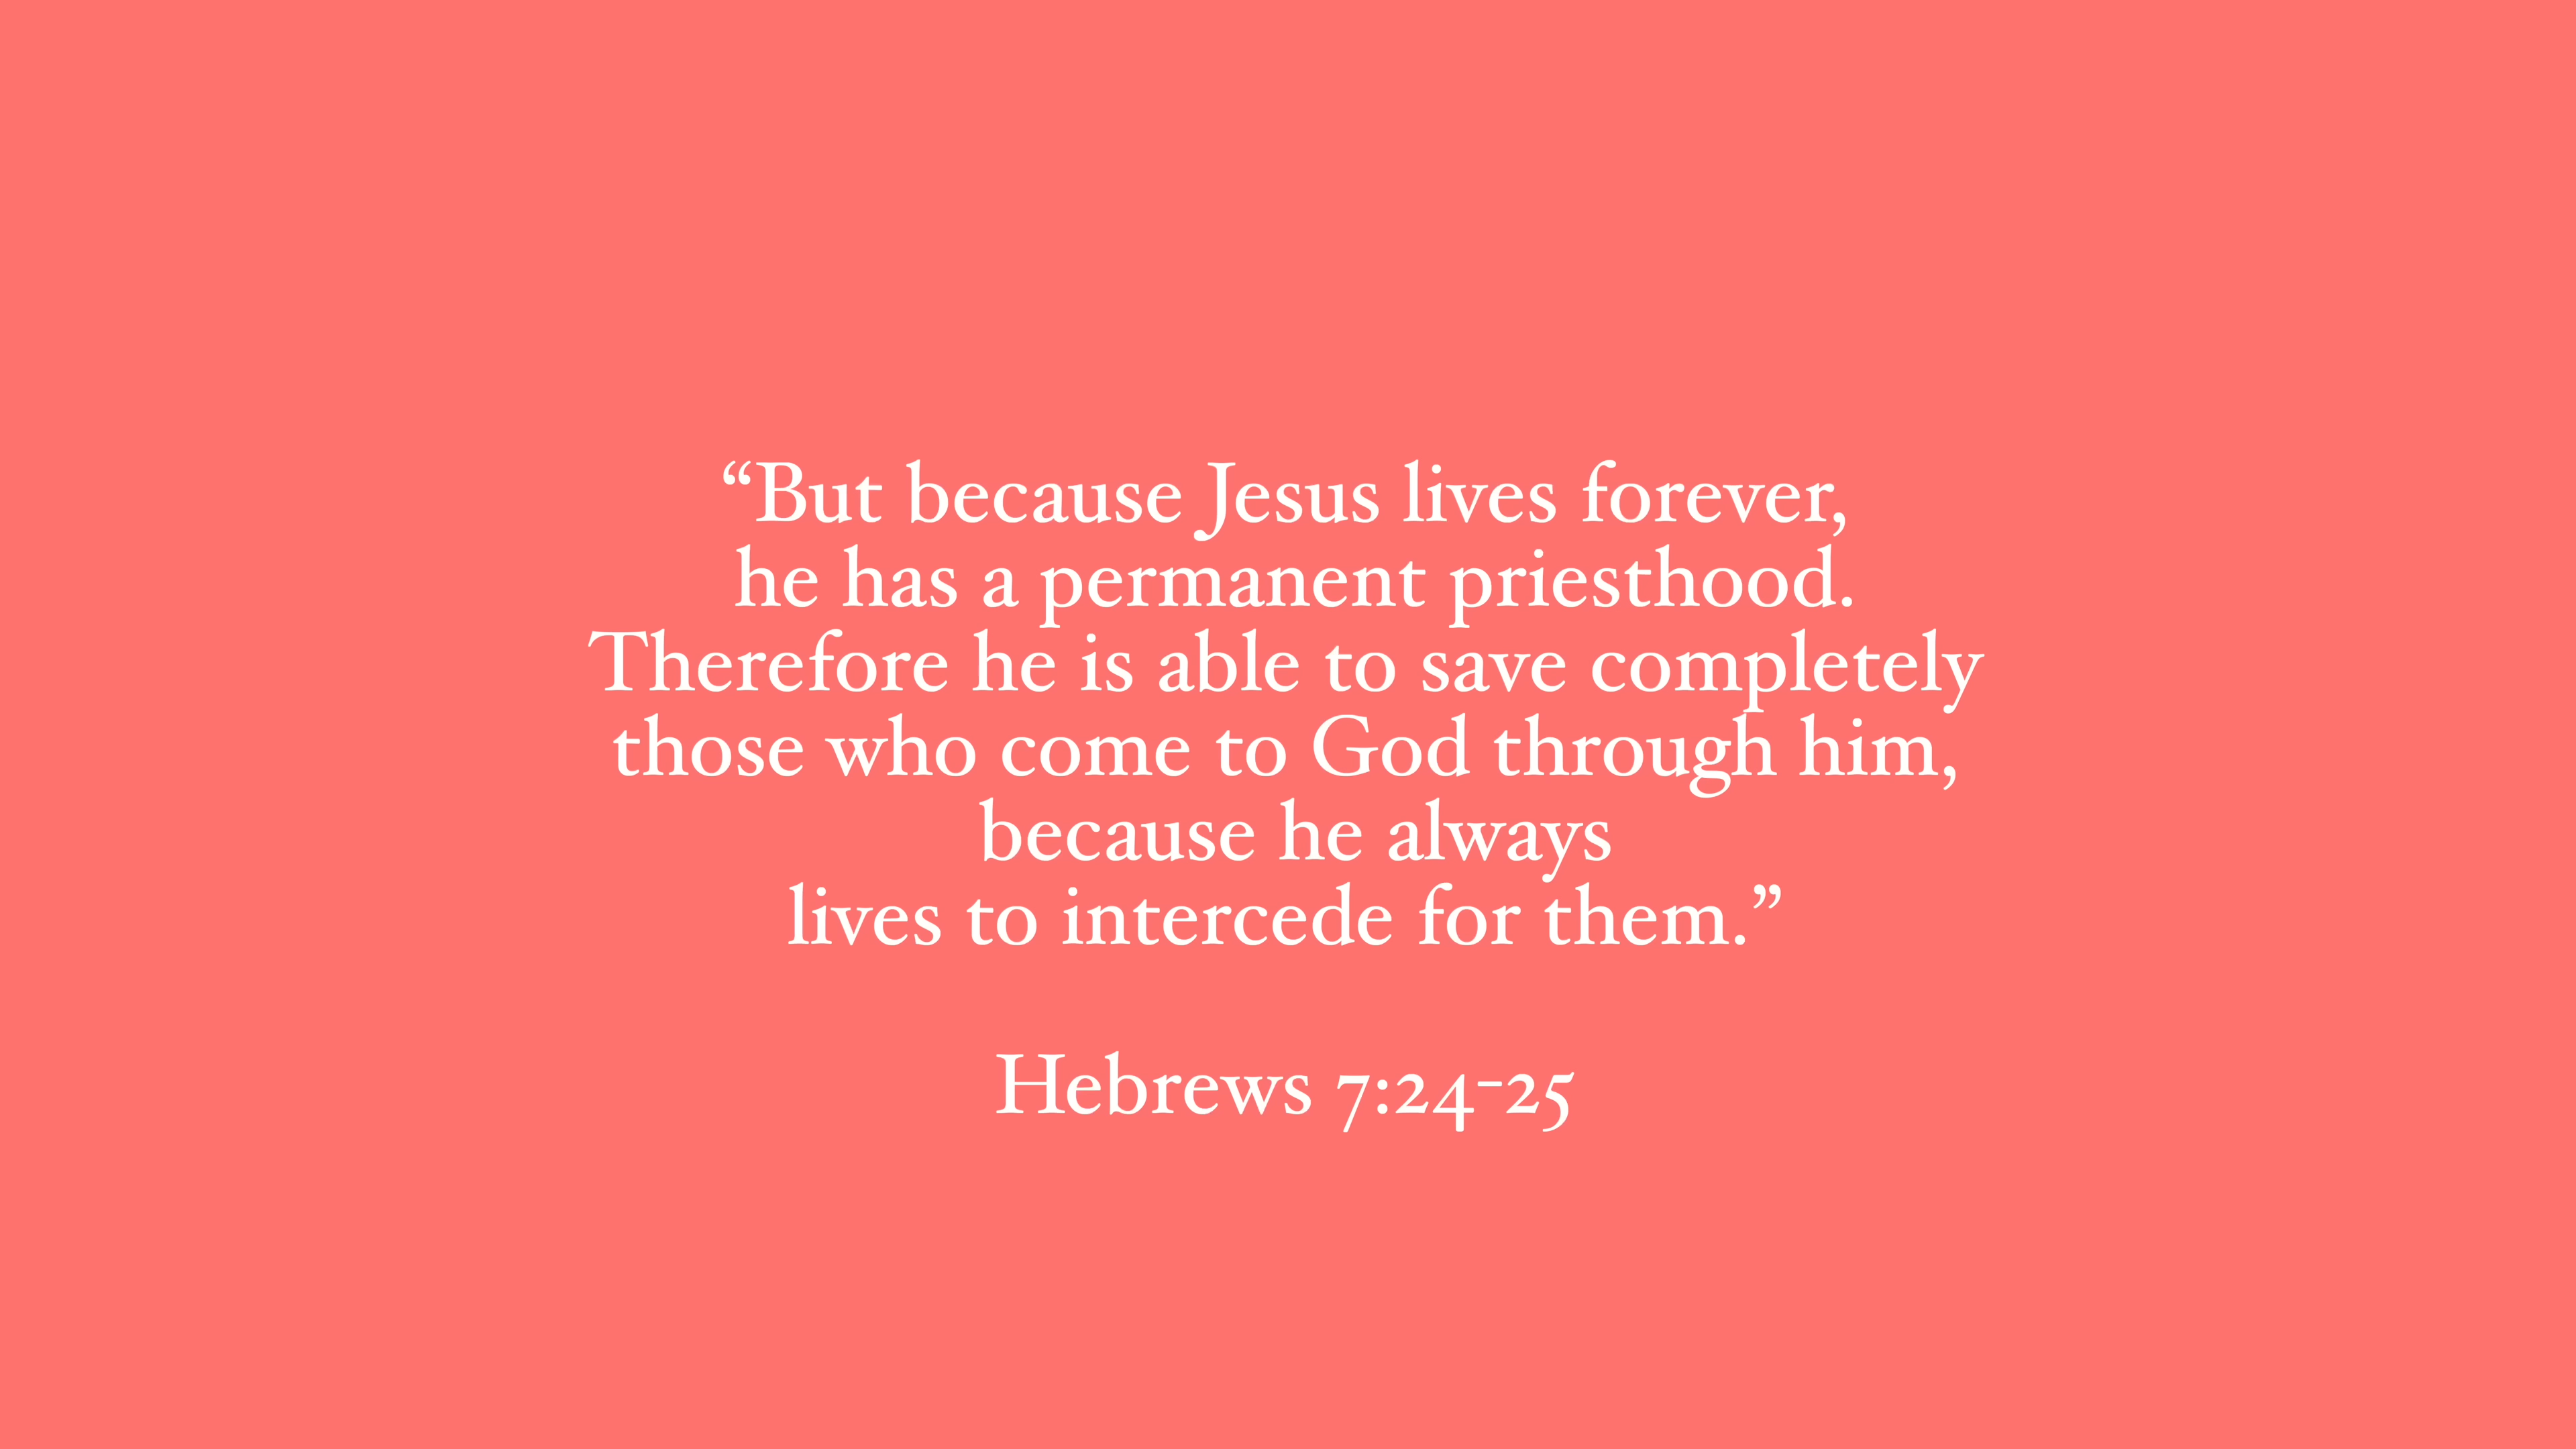 “But because Jesus lives forever,
he has a permanent priesthood.
Therefore he is able to save completely
those who come to God through him,
because he always
lives to intercede for them.”
Hebrews 7:24-25